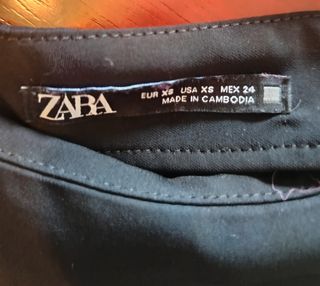 ZARA
EUR XS USA XS MEX 24
MADE IN CAMBODIA